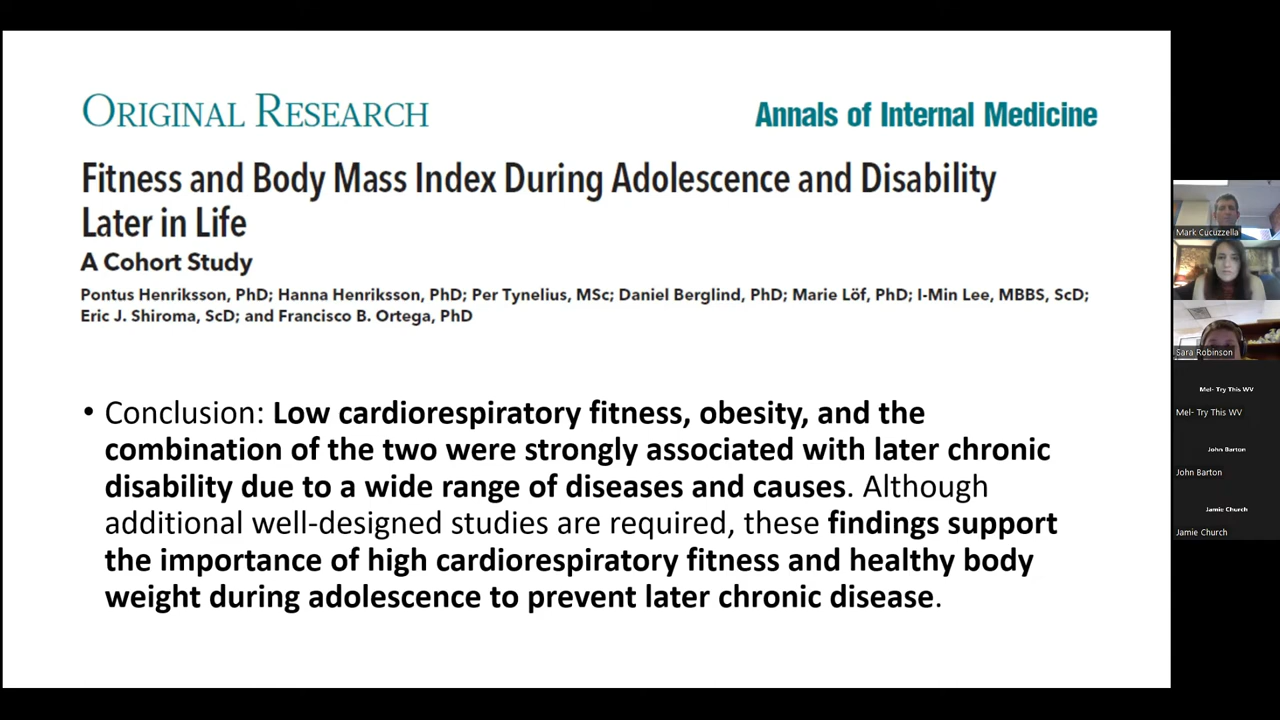 ORIGINAL RESEARCH
Annals of Internal Medicine
Fitness and Body Mass Index During Adolescence and Disability
Later in Life
A Cohort Study
Pontus Henriksson, PhD; Hanna Henriksson, PhD; Per Tynelius, MSc; Daniel Berglind, PhD; Marie Löf, PhD; I-Min Lee, MBBS, ScD;
Eric J. Shiroma, ScD; and Francisco B. Ortega, PhD
• Conclusion: Low cardiorespiratory fitness, obesity, and the
combination of the two were strongly associated with later chronic
disability due to a wide range of diseases and causes. Although
additional well-designed studies are required, these findings support
the importance of high cardiorespiratory fitness and healthy body
weight during adolescence to prevent later chronic disease.
Mark Cucuzzella
Sara Robinson
Mel- Try This WV
Mel- Try This WV
John Barton
John Barton
Jamie Church
Jamie Church